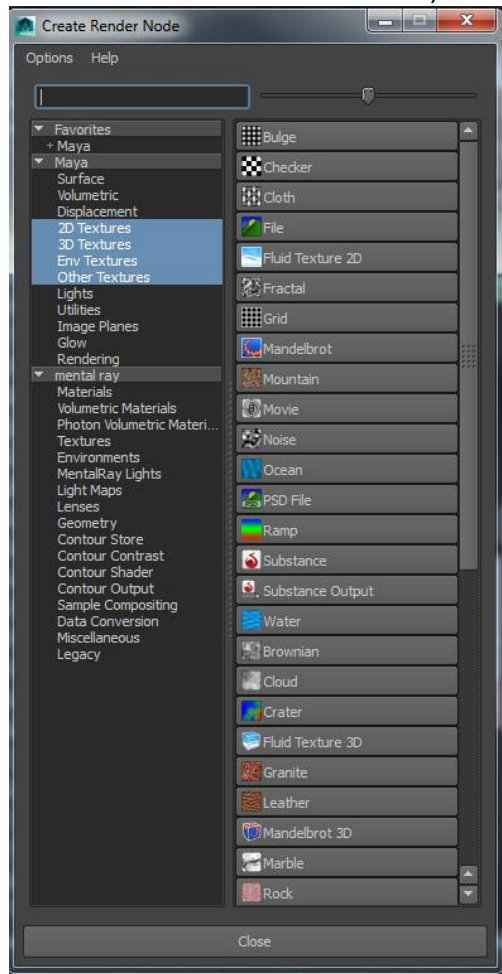 Create Render Node
Options Help
Favorites
+ Maya
Maya
Surface
Volumetric
Displacement
2D Textures
3D Textures
Env Textures
Other Textures
Lights
Utilities
Image Planes
Glow
Rendering
mental ray
Materials
Volumetric Materials
Photon Volumetric Materi...
Textures
Environments
MentalRay Lights
Light Maps
Lenses
Geometry
Contour Store
Contour Contrast
Contour Shader
Contour Output
Sample Compositing
Data Conversion
Miscellaneous
Legacy
Bulge
Checker
Cloth
File
Fluid Texture 2D
Fractal
Grid
Mandelbrot
Mountain
Movie
Noise
Ocean
PSD File
Ramp
Substance
Substance Output
Water
Brownian
Cloud
Crater
Fluid Texture 3D
Granite
Leather
Mandelbrot 3D
Marble
Rock
Close